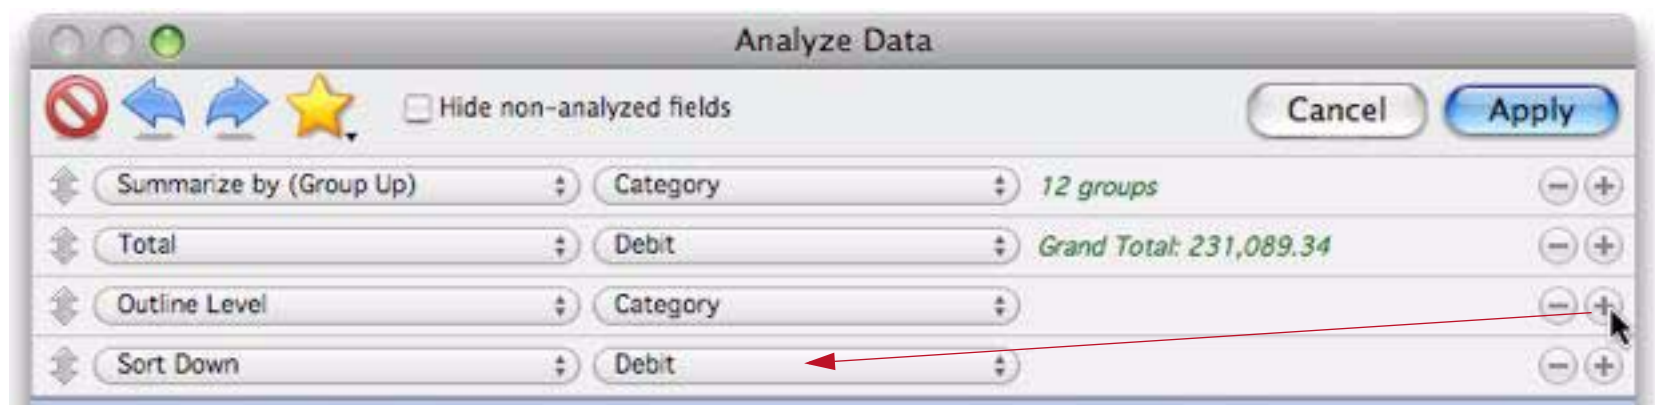 Analyze Data
Hide non-analyzed fields Cancel Apply
Summarize by (Group Up) Category 12 groups
Total Debit Grand Total: 231,089.34
Outline Level Category
Sort Down Debit